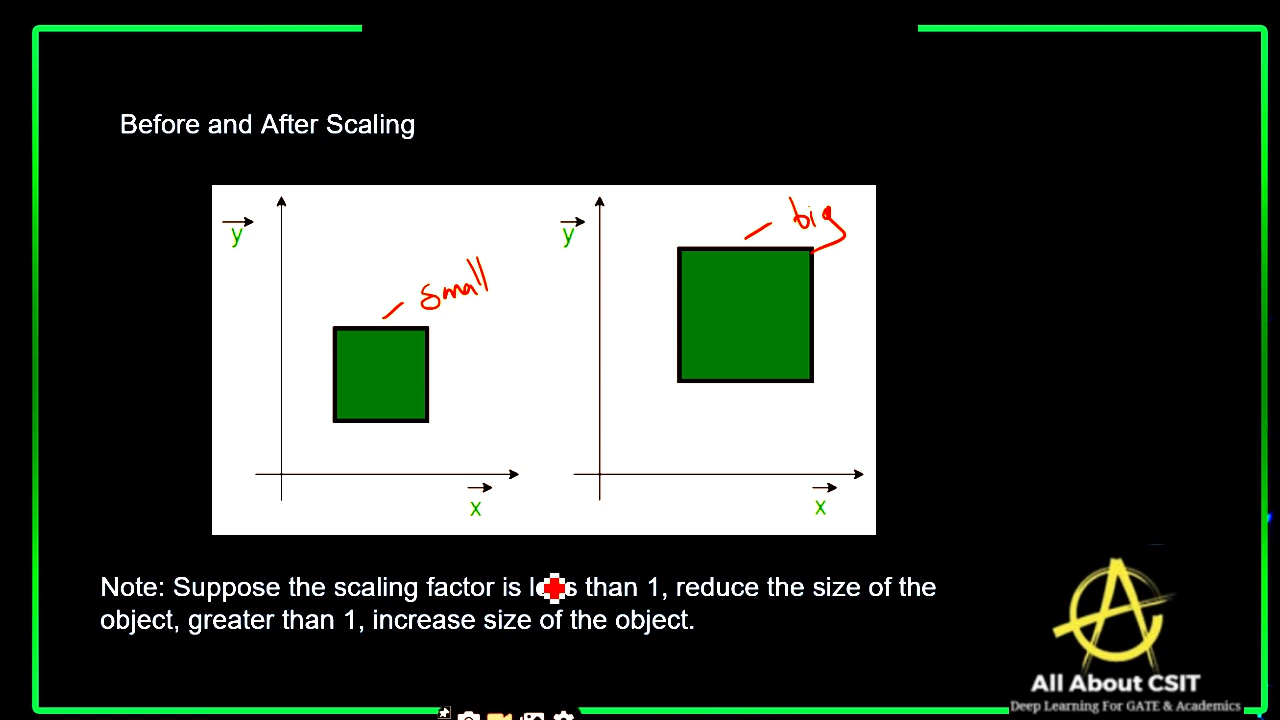 Before and After Scaling
y
small
x
y
big
x
Note: Suppose the scaling factor is less than 1, reduce the size of the
object, greater than 1, increase size of the object.
All About CSIT
Deep Learning For GATE & Academics